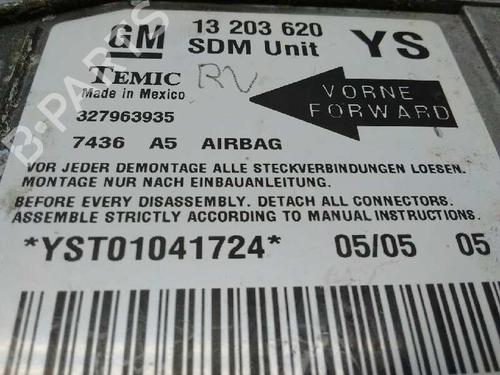 GM 13 203 620 YS
SDM Unit
TEMIC RV
Made in Mexico
VORNE
FORWARD
327963935
7436 A5 AIRBAG
VOR JEDER DEMONTAGE ALLE STECKVERBINDUNGEN LOESEN.
MONTAGE NUR NACH EINBAUANLEITUNG.
BEFORE EVERY DISASSEMBLY. DETACH ALL CONNECTORS.
ASSEMBLE STRICTLY ACCORDING TO MANUAL INSTRUCTIONS.
*YST01041724* 05/05 05
B-PARTS